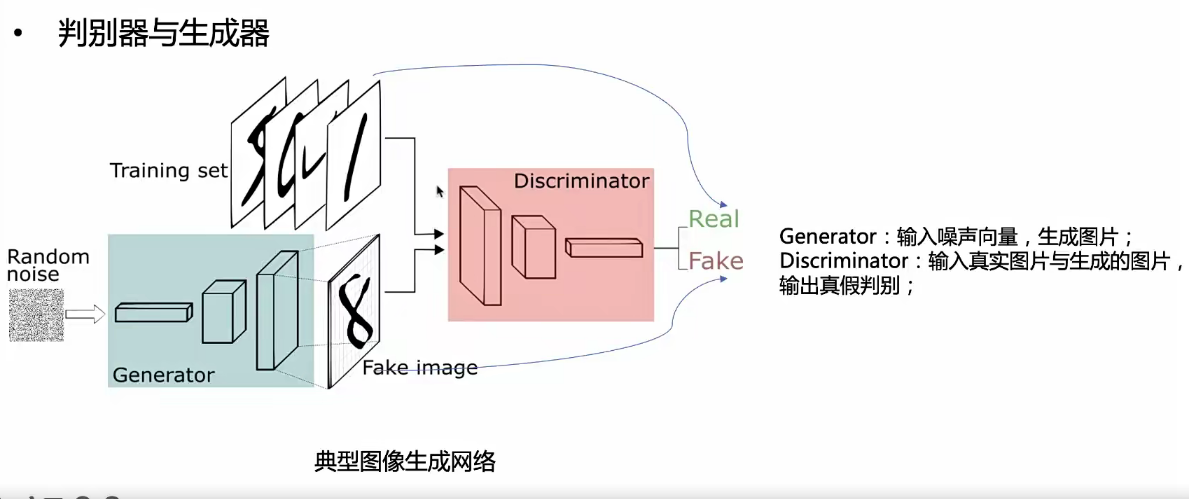 • 判别器与生成器
Training set
Discriminator
Real
Fake
Random
noise
Generator
8
Fake image
Generator：输入噪声向量，生成图片；
Discriminator：输入真实图片与生成的图片，
输出真假判别；
典型图像生成网络